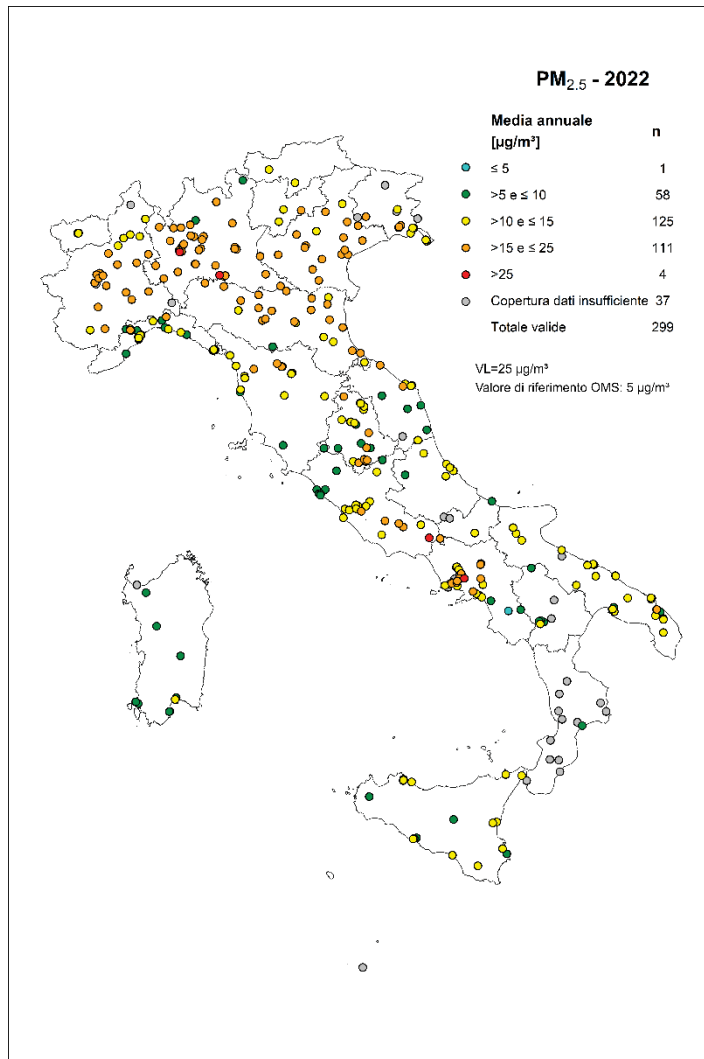 PM2.5 - 2022
Media annuale
[µg/m³] n
≤ 5 1
>5 e ≤ 10 58
>10 e ≤ 15 125
>15 e ≤ 25 111
>25 4
Copertura dati insufficiente 37
Totale valide 299
VL=25 µg/m³
Valore di riferimento OMS: 5 µg/m³